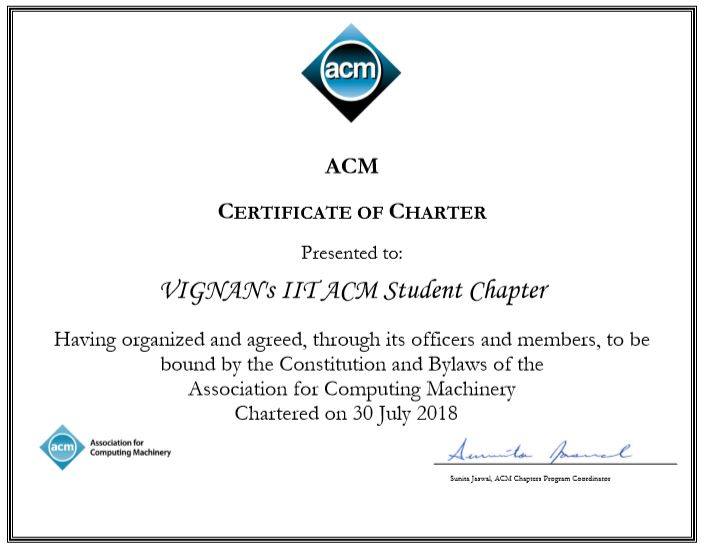 acm
ACM
CERTIFICATE OF CHARTER
Presented to:
VIGNAN's IIT ACM Student Chapter
Having organized and agreed, through its officers and members, to be
bound by the Constitution and Bylaws of the
Association for Computing Machinery
Chartered on 30 July 2018
acm
Association for
Computing Machinery
Sunita Jaswal
Sunita Jaswal, ACM Chapters Program Coordinator